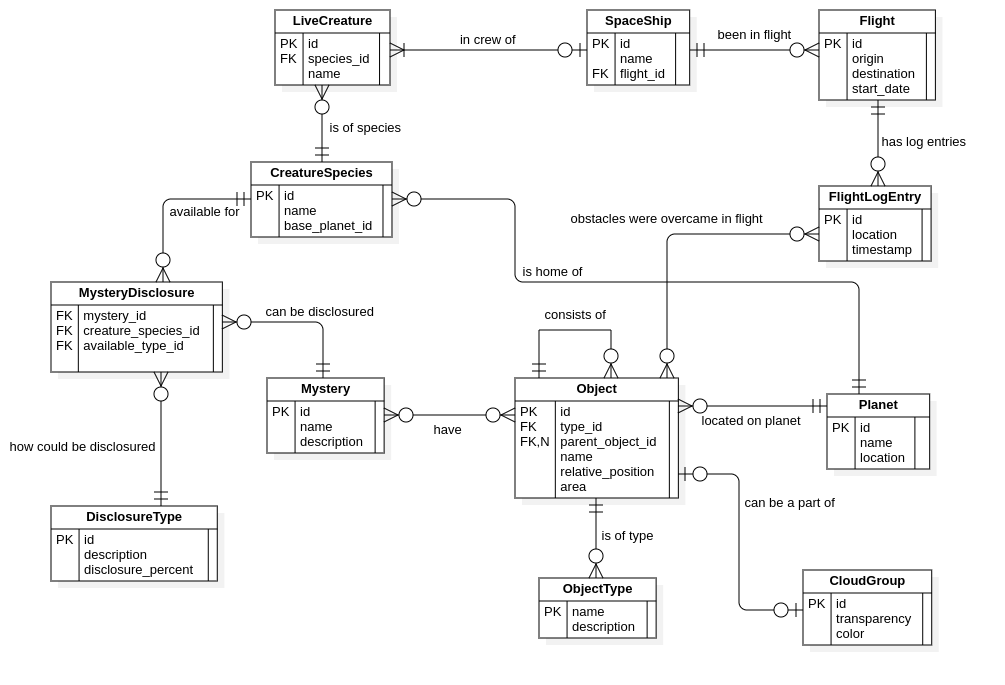 LiveCreature
PK id
FK species_id
name
in crew of
SpaceShip
PK id
name
FK flight_id
been in flight
Flight
PK id
origin
destination
start_date
is of species
has log entries
CreatureSpecies
PK id
name
base_planet_id
available for
obstacles were overcame in flight
FlightLogEntry
PK id
location
timestamp
is home of
MysteryDisclosure
FK mystery_id
FK creature_species_id
FK available_type_id
can be disclosured
consists of
Mystery
PK id
name
description
have
Object
PK id
FK type_id
FK,N parent_object_id
name
relative_position
area
located on planet
Planet
PK id
name
location
how could be disclosured
can be a part of
DisclosureType
PK id
description
disclosure_percent
is of type
ObjectType
PK name
description
CloudGroup
PK id
transparency
color